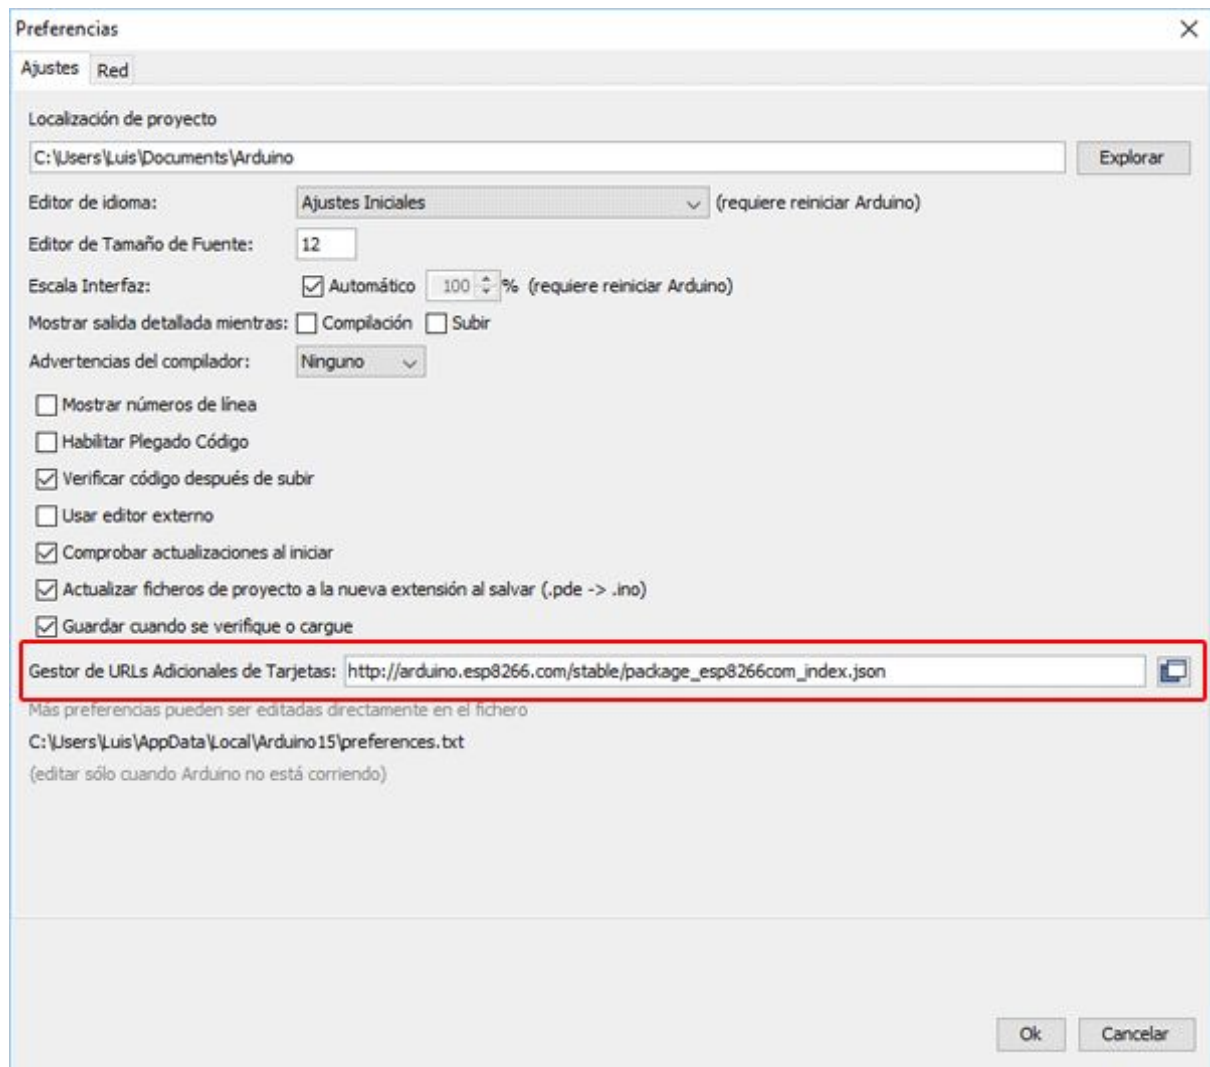 Preferencias
Ajustes Red
Localización de proyecto
C:\Users\Luis\Documents\Arduino Explorar
Editor de idioma: Ajustes Iniciales (requiere reiniciar Arduino)
Editor de Tamaño de Fuente: 12
Escala Interfaz: Automático 100 % (requiere reiniciar Arduino)
Mostrar salida detallada mientras: Compilación Subir
Advertencias del compilador: Ninguno
Mostrar números de línea
Habilitar Plegado Código
Verificar código después de subir
Usar editor externo
Comprobar actualizaciones al iniciar
Actualizar ficheros de proyecto a la nueva extensión al salvar (.pde -> .ino)
Guardar cuando se verifique o cargue
Gestor de URLs Adicionales de Tarjetas: http://arduino.esp8266.com/stable/package_esp8266com_index.json
Más preferencias pueden ser editadas directamente en el fichero
C:\Users\Luis\AppData\Local\Arduino15\preferences.txt
(editar sólo cuando Arduino no está corriendo)
Ok Cancelar